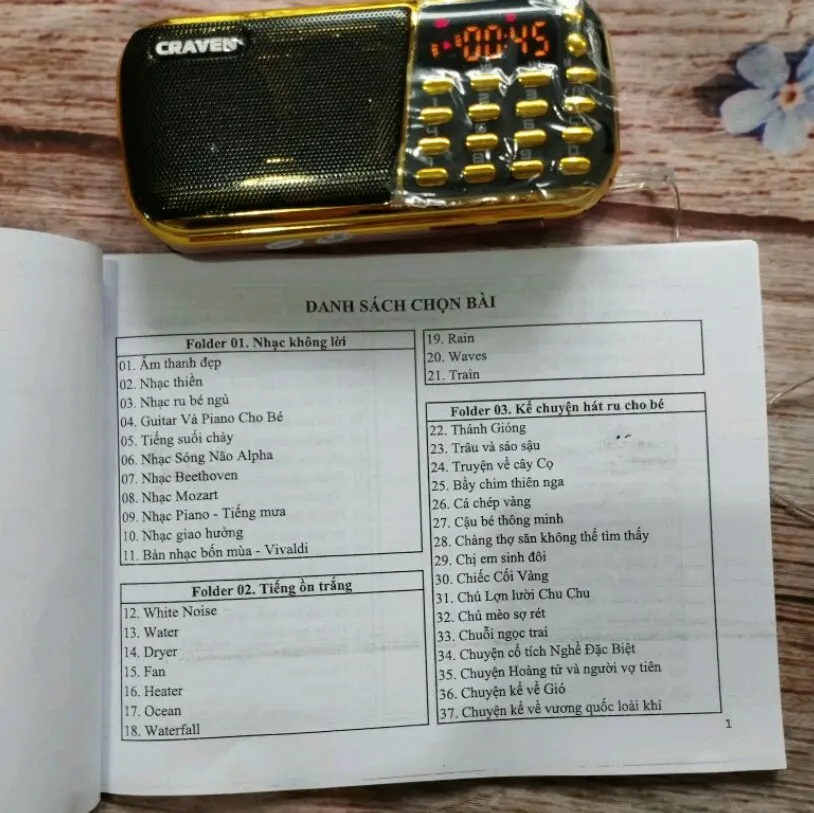 CRAVEN
00:45
DANH SÁCH CHỌN BÀI
Folder 01. Nhạc không lời
01. Âm thanh đẹp
02. Nhạc thiền
03. Nhạc ru bé ngủ
04. Guitar Và Piano Cho Bé
05. Tiếng suối chảy
06. Nhạc Sóng Não Alpha
07. Nhạc Beethoven
08. Nhạc Mozart
09. Nhạc Piano - Tiếng mưa
10. Nhạc giao hưởng
11. Bản nhạc bốn mùa - Vivaldi
Folder 02. Tiếng ồn trắng
12. White Noise
13. Water
14. Dryer
15. Fan
16. Heater
17. Ocean
18. Waterfall
19. Rain
20. Waves
21. Train
Folder 03. Kể chuyện hát ru cho bé
22. Thánh Gióng
23. Trâu và sáo sậu
24. Truyện về cây Cọ
25. Bầy chim thiên nga
26. Cá chép vàng
27. Cậu bé thông minh
28. Chàng thợ săn không thể tìm thấy
29. Chị em sinh đôi
30. Chiếc Cối Vàng
31. Chú Lợn lười Chu Chu
32. Chú mèo sợ rét
33. Chuỗi ngọc trai
34. Chuyện cổ tích Nghề Đặc Biệt
35. Chuyện Hoàng tử và người vợ tiên
36. Chuyện kể về Gió
37. Chuyện kể về vương quốc loài khỉ
1